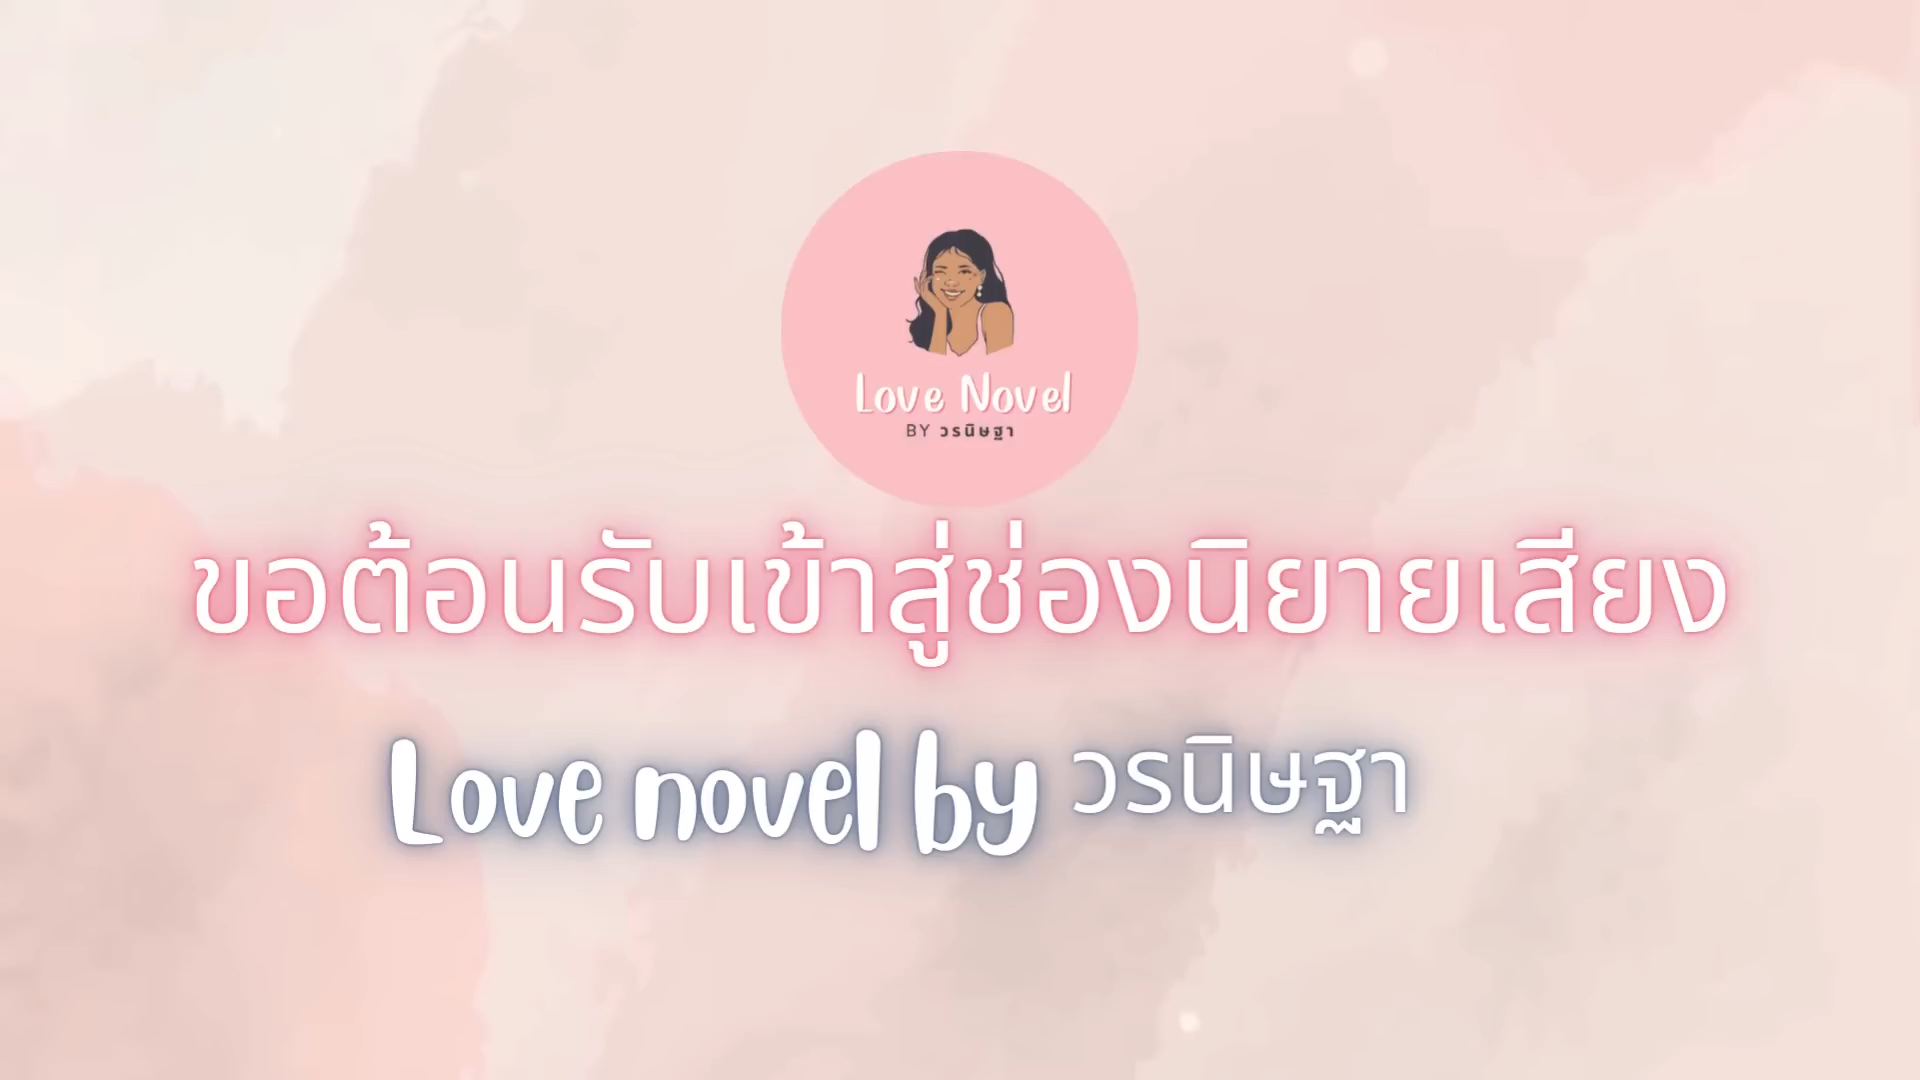 Love Novel
BY วรนิษฐา
ขอต้อนรับเข้าสู่ช่องนิยายเสียง
Love novel by วรนิษฐา